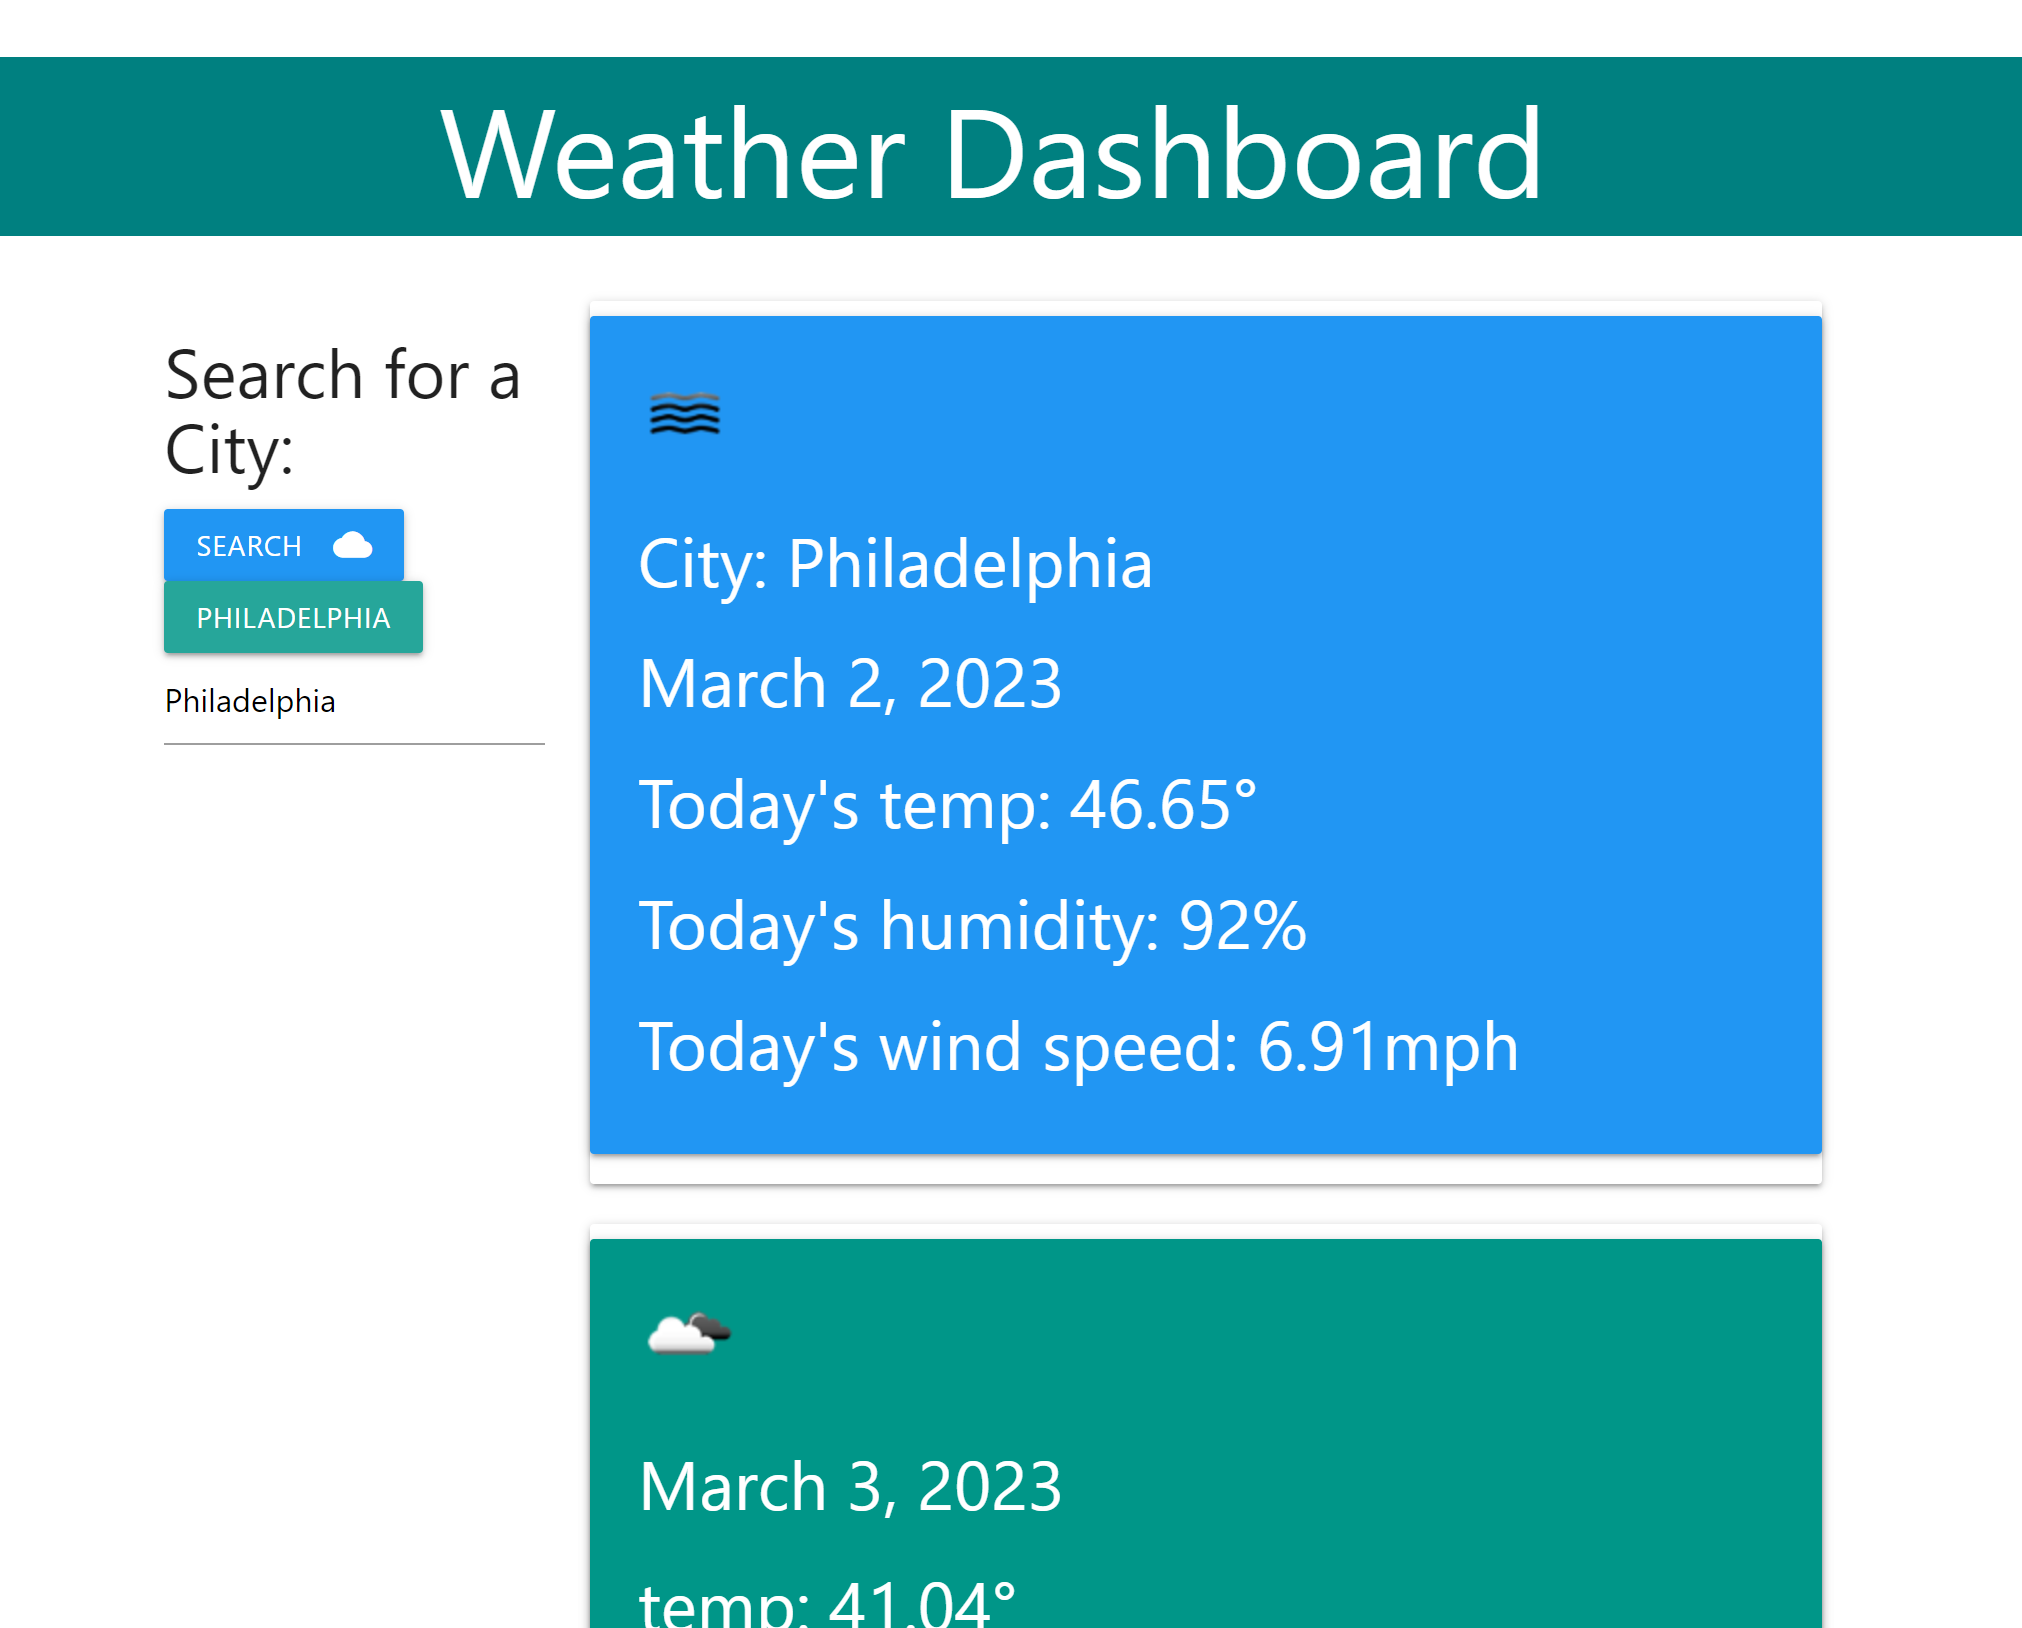 Weather Dashboard
Search for a
City:
SEARCH
PHILADELPHIA
Philadelphia
City: Philadelphia
March 2, 2023
Today's temp: 46.65°
Today's humidity: 92%
Today's wind speed: 6.91mph
March 3, 2023
temp: 41.04°